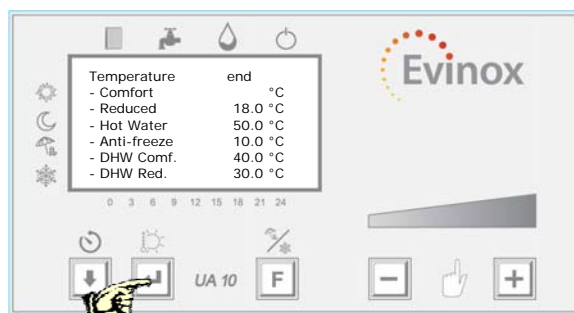 Evinox
Temperature end
- Comfort °C
- Reduced 18.0 °C
- Hot Water 50.0 °C
- Anti-freeze 10.0 °C
- DHW Comf. 40.0 °C
- DHW Red. 30.0 °C
0 3 6 9 12 15 18 21 24
UA 10 F